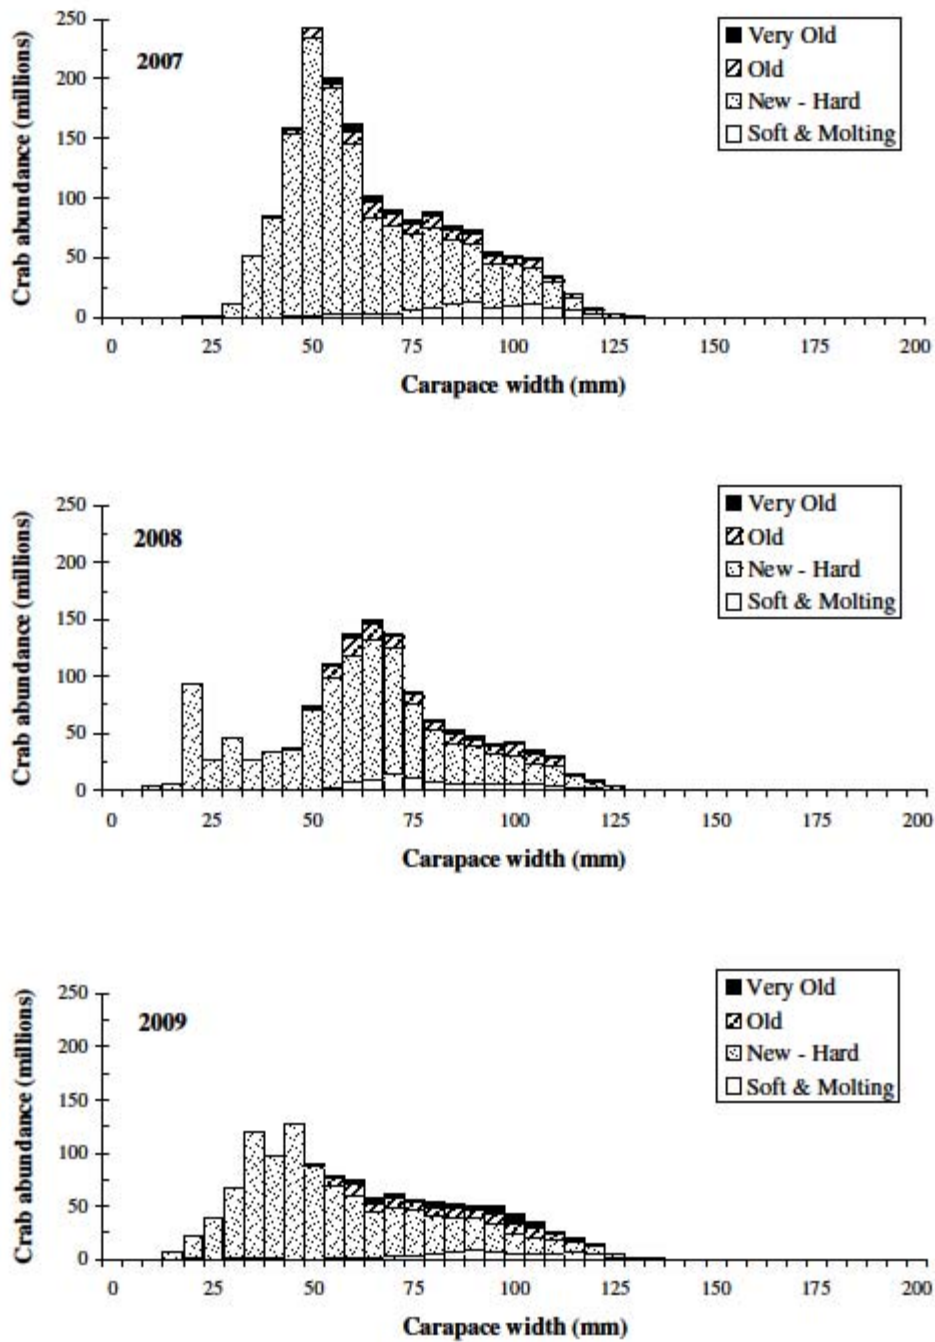 250
200
150
100
50
0
Crab abundance (millions)
2007
Very Old
Old
New - Hard
Soft & Molting
0 25 50 75 100 125 150 175 200
Carapace width (mm)
250
200
150
100
50
0
Crab abundance (millions)
2008
Very Old
Old
New - Hard
Soft & Molting
0 25 50 75 100 125 150 175 200
Carapace width (mm)
250
200
150
100
50
0
Crab abundance (millions)
2009
Very Old
Old
New - Hard
Soft & Molting
0 25 50 75 100 125 150 175 200
Carapace width (mm)